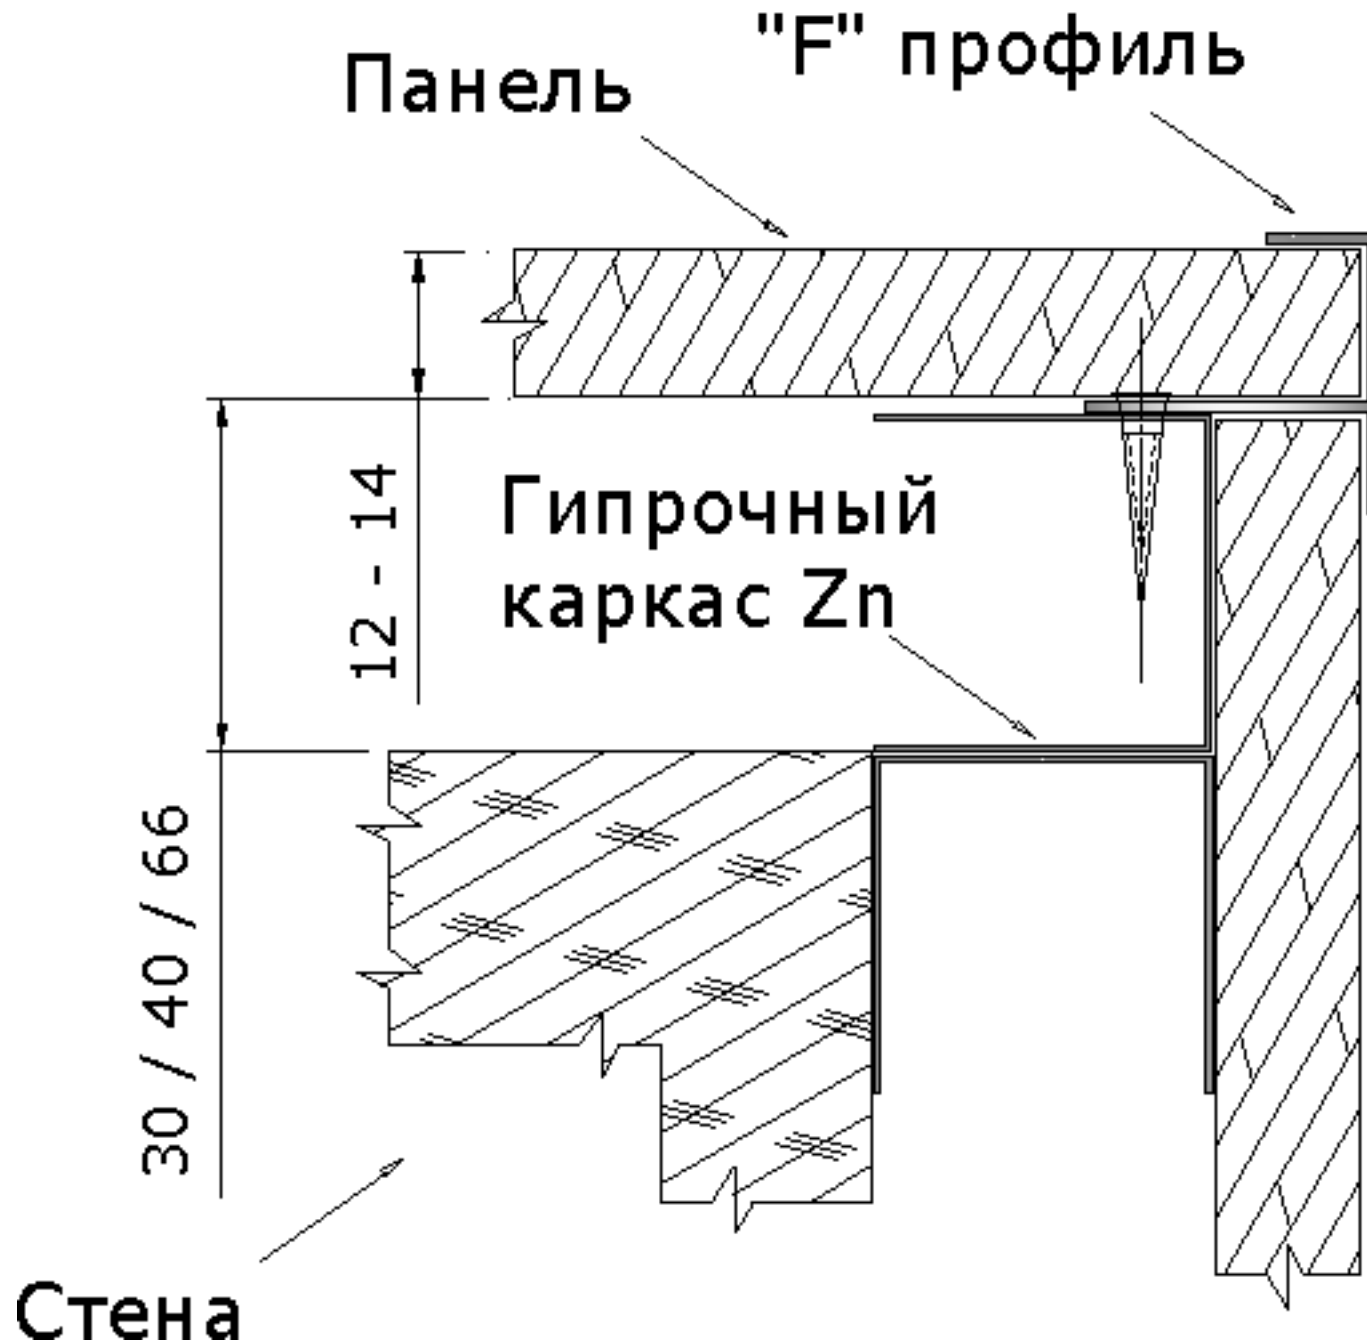 "F" профиль
Панель
12 - 14
Гипрочный
каркас Zn
30 / 40 / 66
Стена